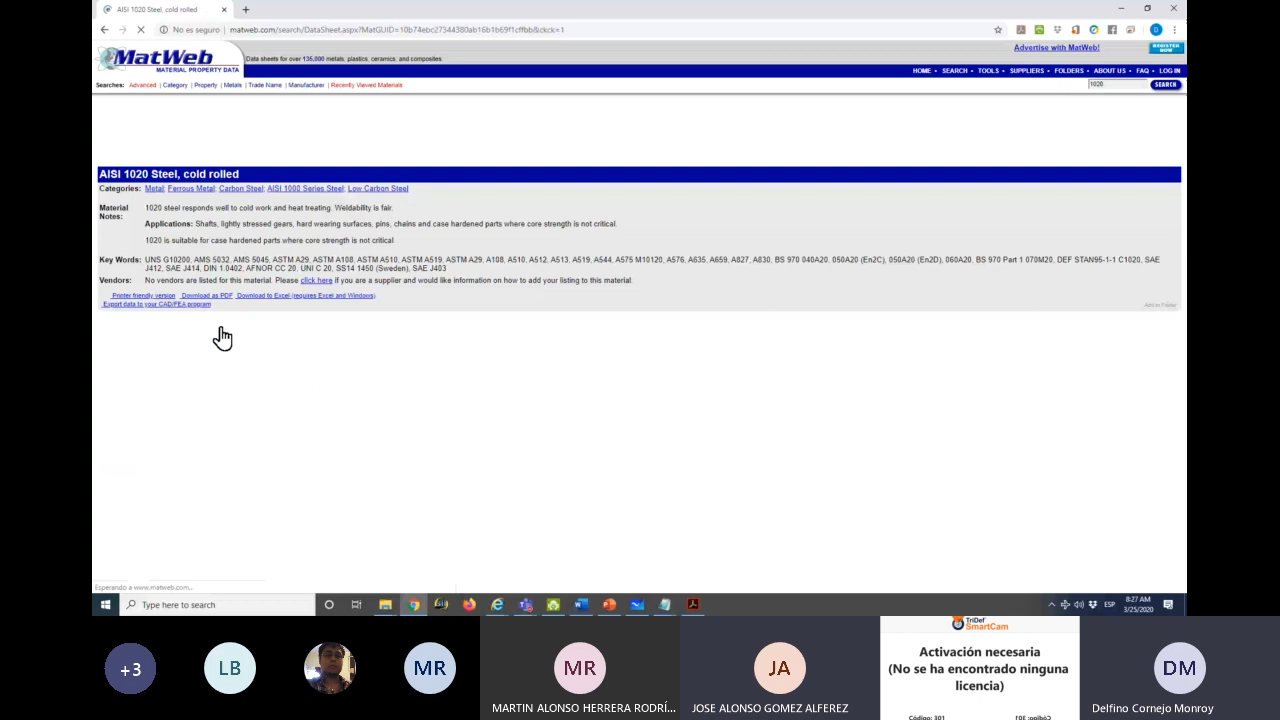 AISI 1020 Steel, cold rolled
No es seguro | matweb.com/search/DataSheet.aspx?MatGUID=10b74ebc27344380ab16b1b69f1cffbb&ckck=1
MatWeb
MATERIAL PROPERTY DATA
Data sheets for over 135,000 metals, plastics, ceramics, and composites.
Advertise with MatWeb!
REGISTER NOW
HOME • SEARCH • TOOLS • SUPPLIERS • FOLDERS • ABOUT US • FAQ • LOG IN
Searches: Advanced | Category | Property | Metals | Trade Name | Manufacturer | Recently Viewed Materials
1020 SEARCH
AISI 1020 Steel, cold rolled
Categories: Metal; Ferrous Metal; Carbon Steel; AISI 1000 Series Steel; Low Carbon Steel
Material Notes: 1020 steel responds well to cold work and heat treating. Weldability is fair.
Applications: Shafts, lightly stressed gears, hard wearing surfaces, pins, chains and case hardened parts where core strength is not critical.
1020 is suitable for case hardened parts where core strength is not critical
Key Words: UNS G10200, AMS 5032, AMS 5045, ASTM A29, ASTM A108, ASTM A510, ASTM A519, ASTM A29, A108, A510, A512, A513, A519, A544, A575 M10120, A576, A635, A659, A827, A830, BS 970 040A20, 050A20 (En2C), 050A20 (En2D), 060A20. BS 970 Part 1 070M20, DEF STAN95-1-1 C1020, SAE
J412, SAE J414, DIN 1.0402, AFNOR CC 20, UNI C 20, SS14 1450 (Sweden), SAE J403
Vendors: No vendors are listed for this material. Please click here if you are a supplier and would like information on how to add your listing to this material.
Printer friendly version Download as PDF Download to Excel (requires Excel and Windows)
Export data to your CAD/FEA program
Add to Folder
Esperando a www.matweb.com...
Type here to search
ESP
8:27 AM
3/25/2020
+3
LB
MR
MR
MARTIN ALONSO HERRERA RODRÍ...
JA
JOSE ALONSO GOMEZ ALFEREZ
TriDef
SmartCam
Activación necesaria
(No se ha encontrado ninguna
licencia)
Código: 301
DM
Delfino Cornejo Monroy